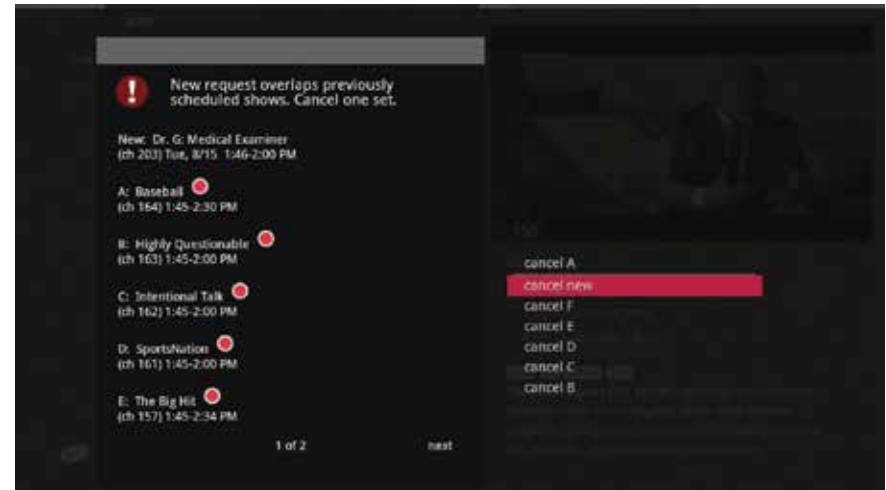 New request overlaps previously
scheduled shows. Cancel one set.
New: Dr. G: Medical Examiner
(ch 203) Tue, 8/15 1:46-2:00 PM
A: Baseball
(ch 164) 1:45-2:30 PM
B: Highly Questionable
(ch 163) 1:45-2:00 PM
C: Intentional Talk
(ch 162) 1:45-2:00 PM
D: SportsNation
(ch 161) 1:45-2:00 PM
E: The Big Hit
(ch 157) 1:45-2:34 PM
1 of 2 next
cancel A
cancel new
cancel F
cancel E
cancel D
cancel C
cancel B